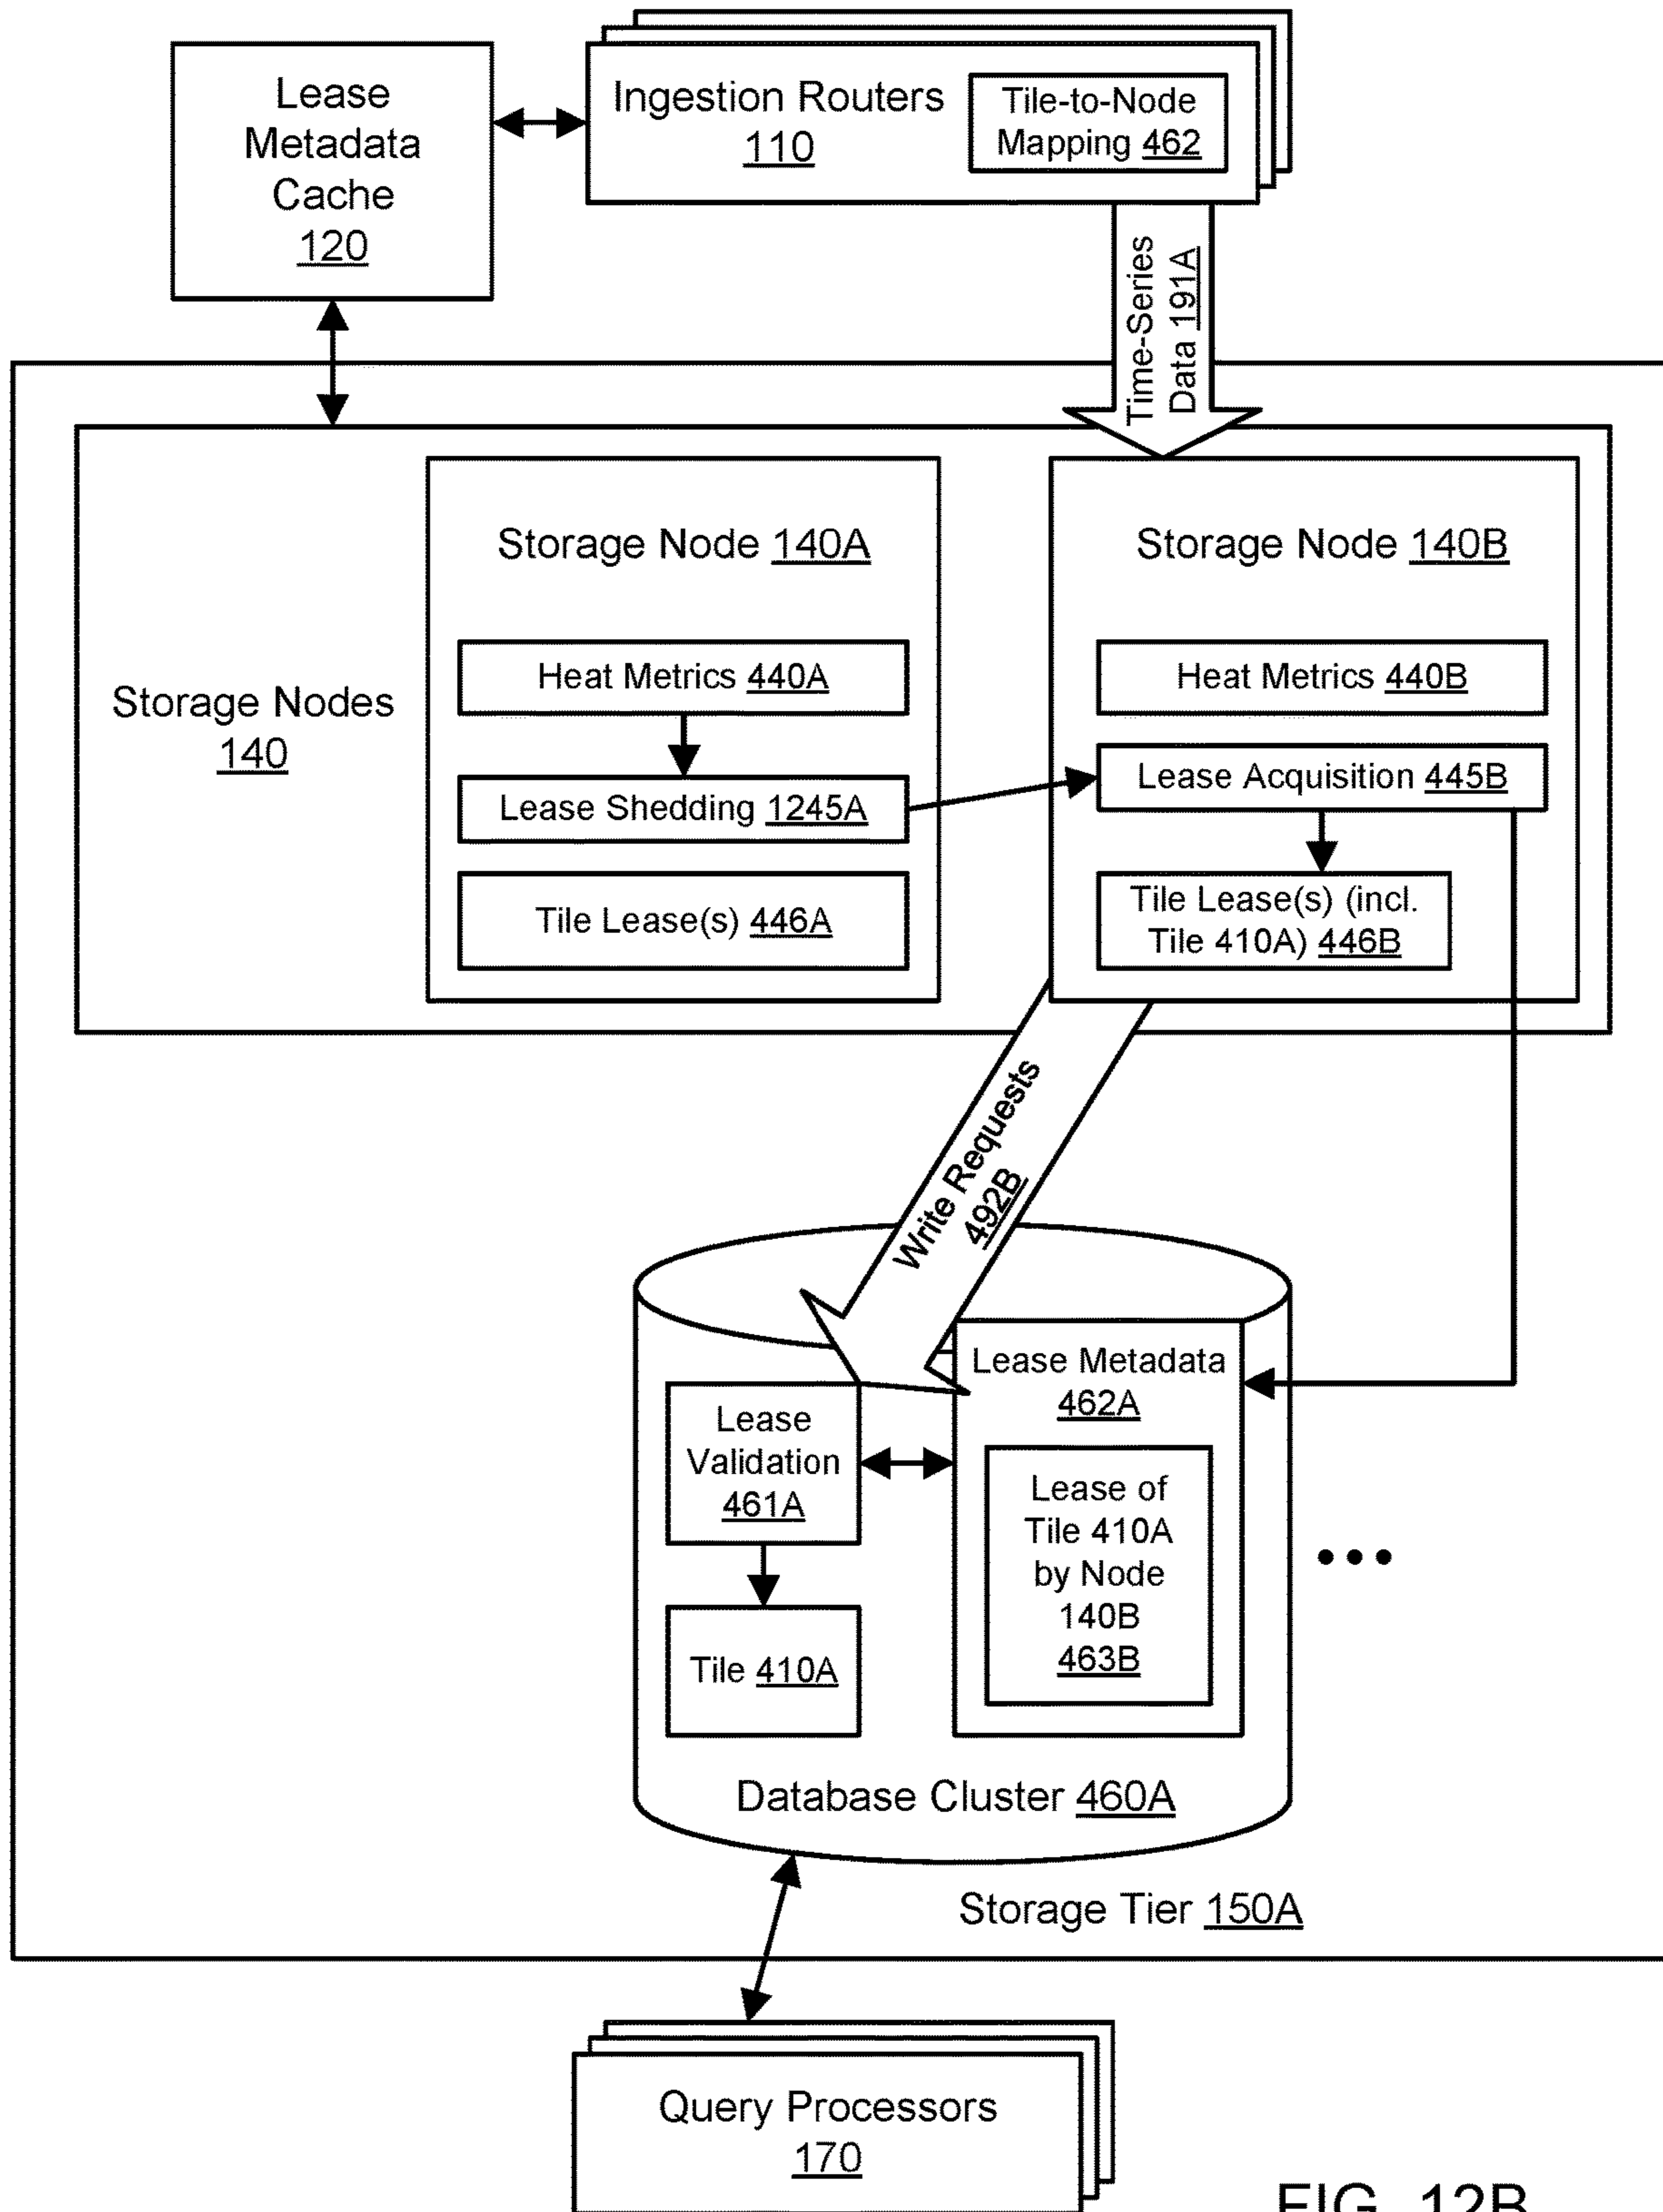 Lease
Metadata
Cache
120
Ingestion Routers
110
Tile-to-Node
Mapping 462
Time-Series
Data 191A
Storage Nodes
140
Storage Node 140A
Heat Metrics 440A
Lease Shedding 1245A
Tile Lease(s) 446A
Storage Node 140B
Heat Metrics 440B
Lease Acquisition 445B
Tile Lease(s) (incl.
Tile 410A) 446B
Write Requests
492B
Lease
Validation
461A
Tile 410A
Lease Metadata
462A
Lease of
Tile 410A
by Node
140B
463B
•••
Database Cluster 460A
Storage Tier 150A
Query Processors
170
FIG. 12B